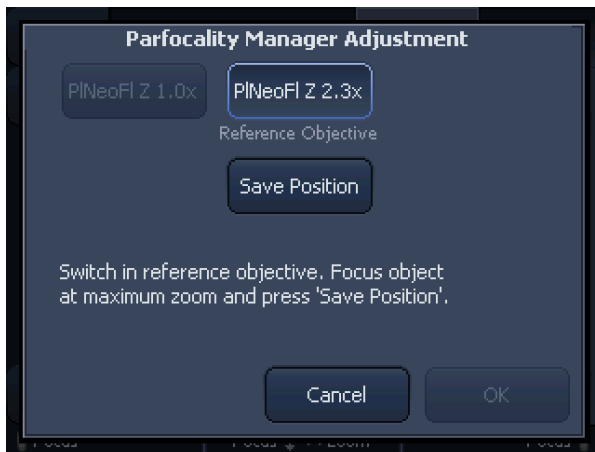 Parfocality Manager Adjustment
PlNeoFl Z 1.0x PlNeoFl Z 2.3x
Reference Objective
Save Position
Switch in reference objective. Focus object
at maximum zoom and press 'Save Position'.
Cancel OK